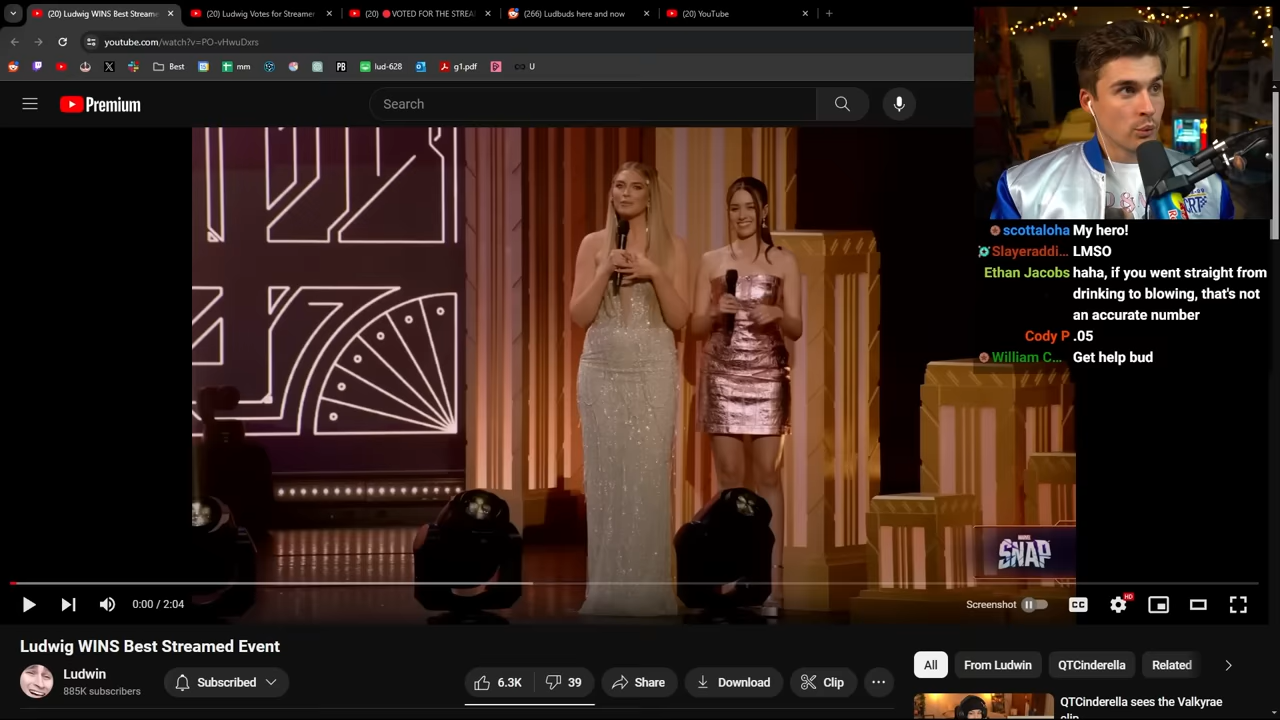 (20) Ludwig WINS Best Streame
(20) Ludwig Votes for Streamer
(20) 🔴VOTED FOR THE STREA
(266) Ludbuds here and now
(20) YouTube
youtube.com/watch?v=PO-vHwuDxrs
Best
mm
PB
lud-628
g1.pdf
U
Premium
Search
scottaloha My hero!
Slayeraddi... LMSO
Ethan Jacobs haha, if you went straight from
drinking to blowing, that's not
an accurate number
Cody P .05
William C... Get help bud
MARVEL
SNAP
0:00 / 2:04
Screenshot
CC
HD
Ludwig WINS Best Streamed Event
Ludwin
885K subscribers
Subscribed
6.3K
39
Share
Download
Clip
All
From Ludwin
QTCinderella
Related
QTCinderella sees the Valkyrae
clip